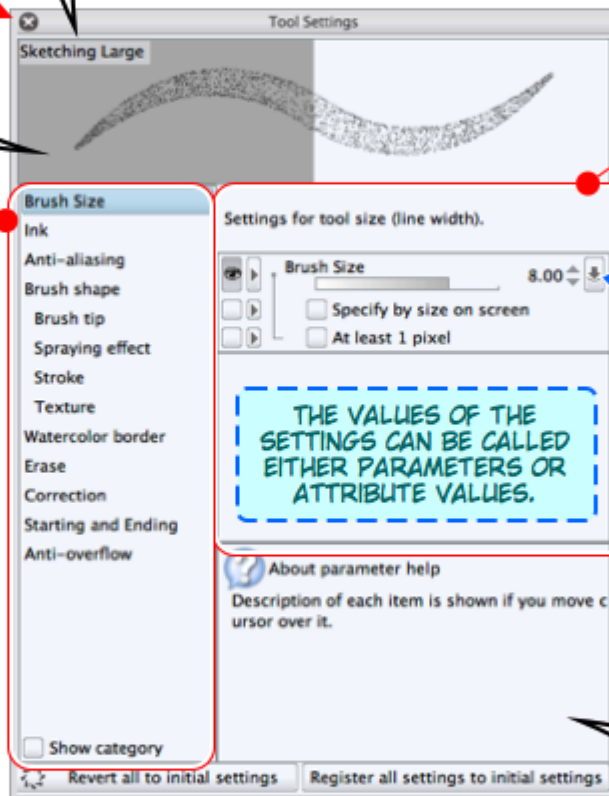 Tool Settings
Sketching Large
Brush Size
Ink
Anti-aliasing
Brush shape
Brush tip
Spraying effect
Stroke
Texture
Watercolor border
Erase
Correction
Starting and Ending
Anti-overflow
Show category
Settings for tool size (line width).
Brush Size 8.00
Specify by size on screen
At least 1 pixel
THE VALUES OF THE
SETTINGS CAN BE CALLED
EITHER PARAMETERS OR
ATTRIBUTE VALUES.
About parameter help
Description of each item is shown if you move c
ursor over it.
Revert all to initial settings
Register all settings to initial settings